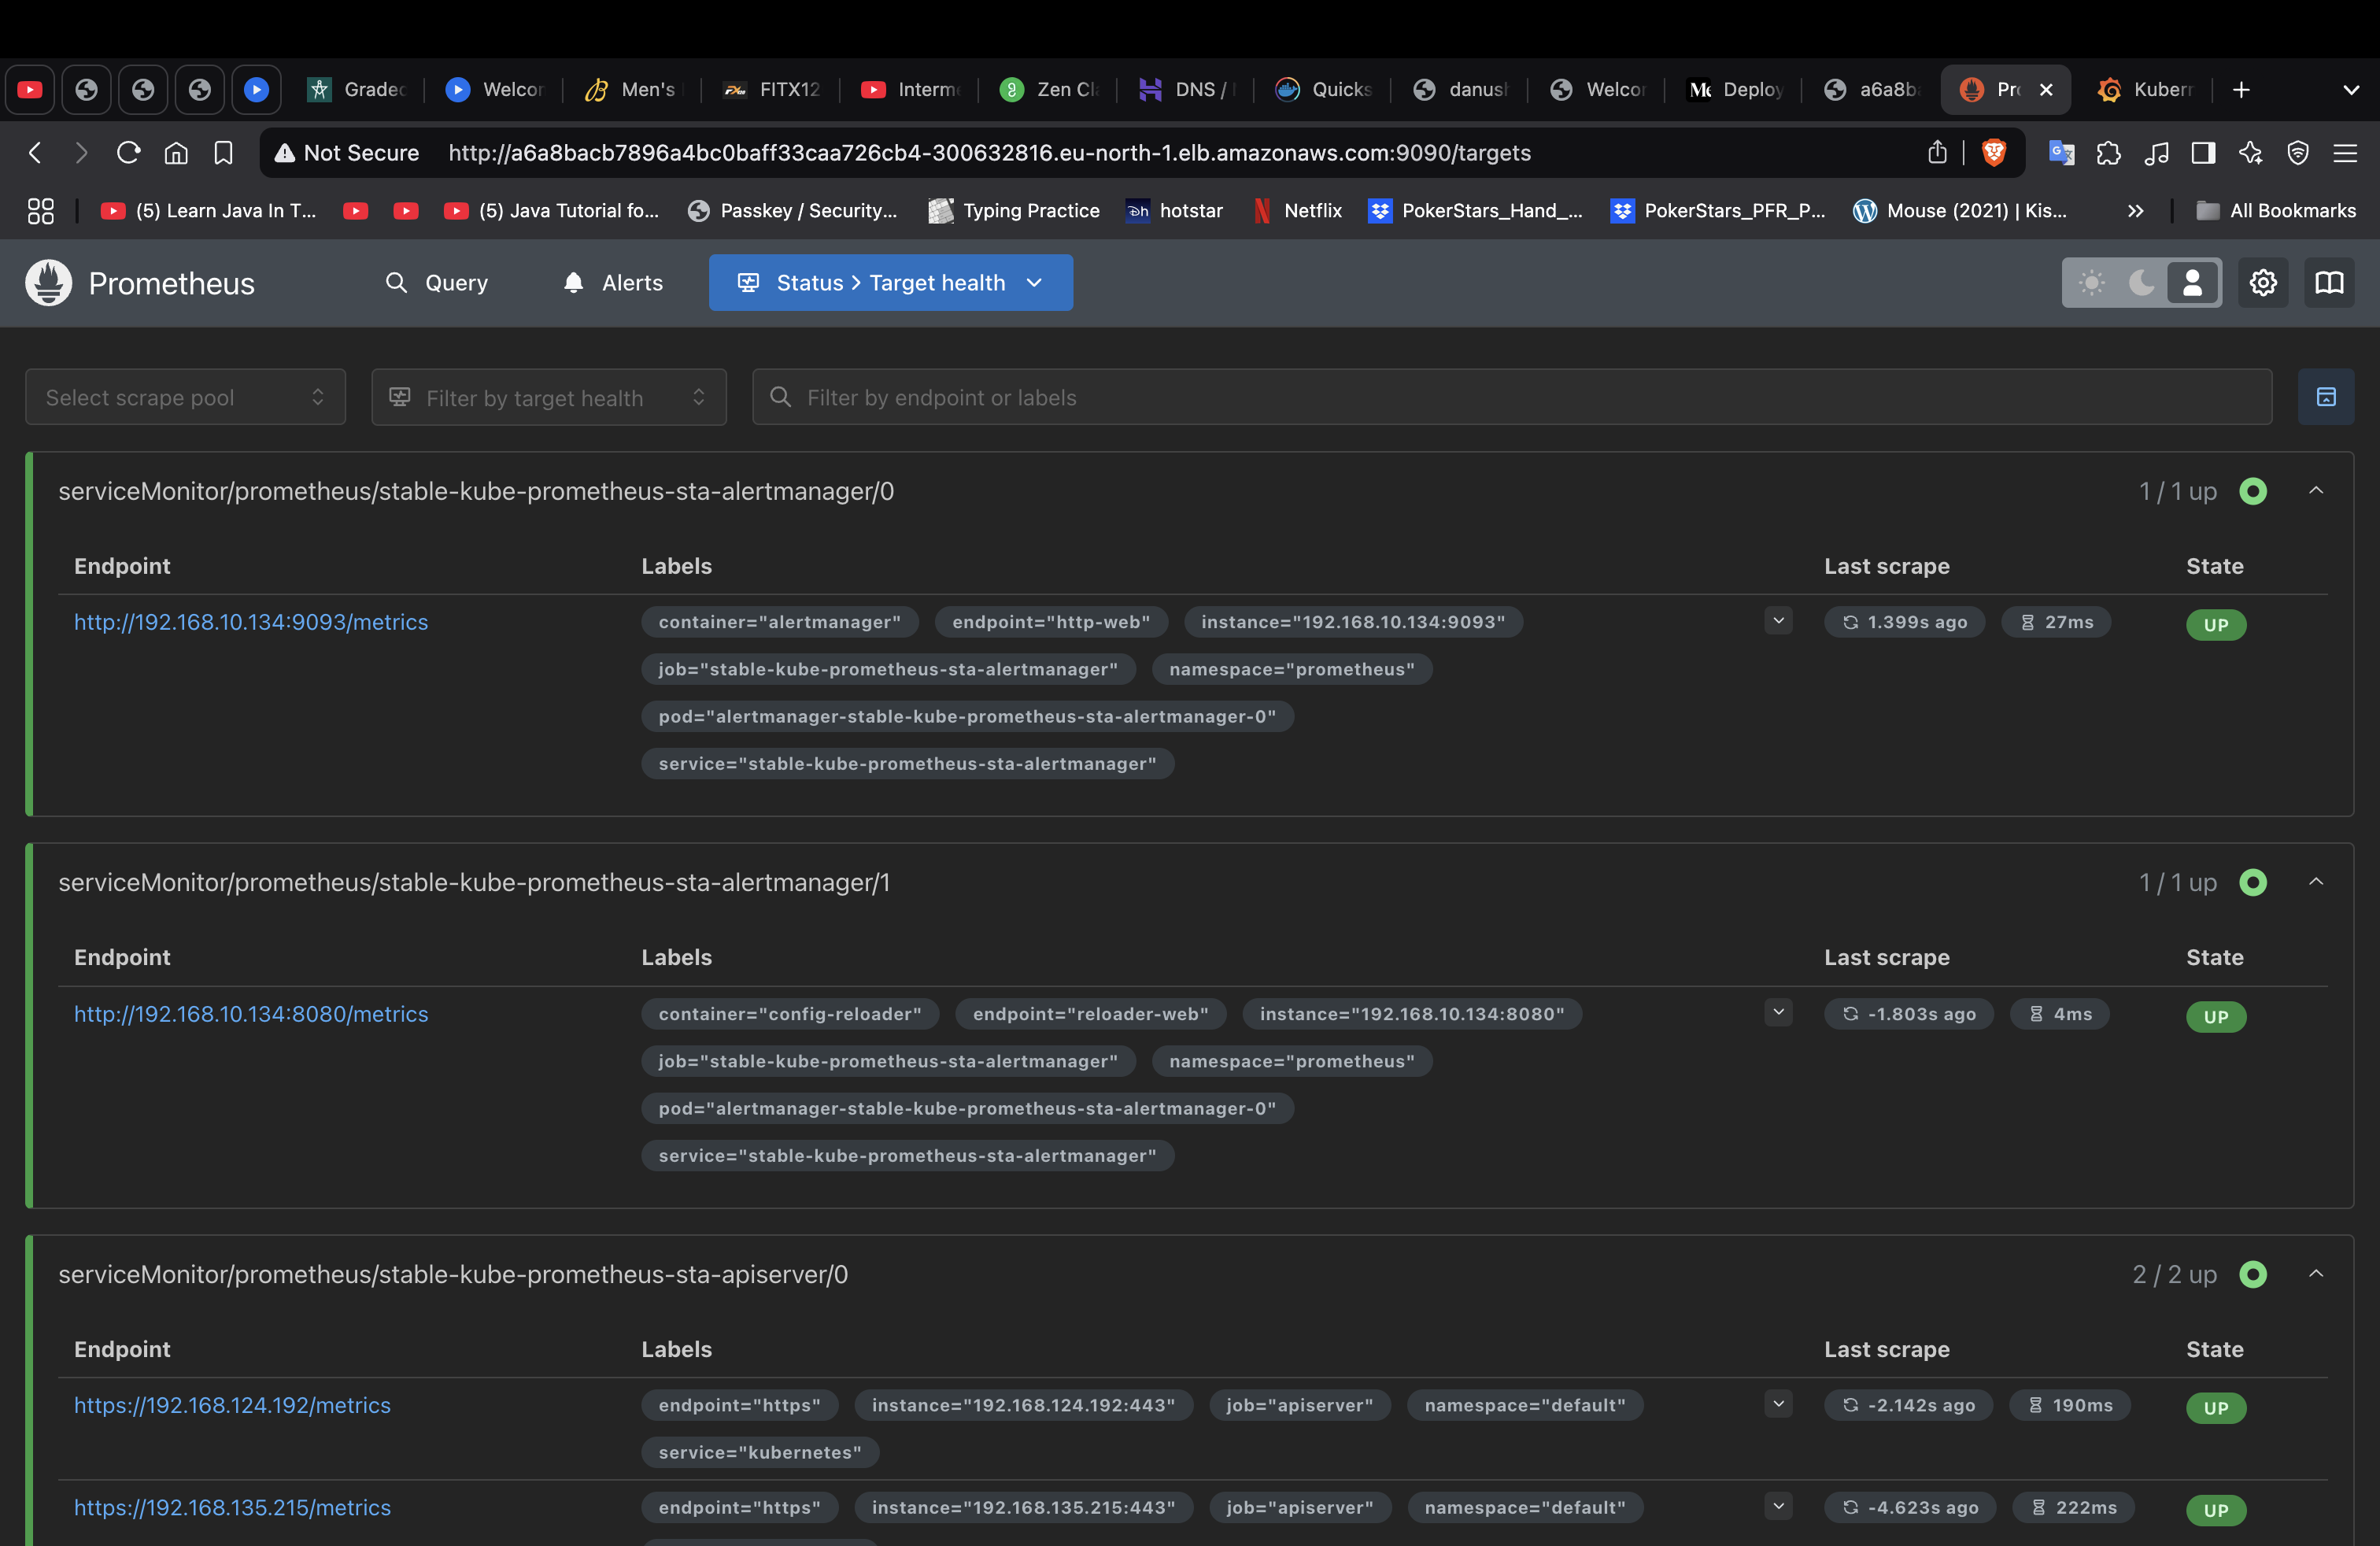 Gradec Welcor Men's FITX12 Interme Zen Cla DNS / Quicks danush Welcor Deploy a6a8ba Pr Kubern
Not Secure http://a6a8bacb7896a4bc0baff33caa726cb4-300632816.eu-north-1.elb.amazonaws.com:9090/targets
(5) Learn Java In T... (5) Java Tutorial fo... Passkey / Security... Typing Practice hotstar Netflix PokerStars_Hand_... PokerStars_PFR_P... Mouse (2021) | Kis... All Bookmarks
Prometheus Query Alerts Status > Target health
Select scrape pool Filter by target health Filter by endpoint or labels
serviceMonitor/prometheus/stable-kube-prometheus-sta-alertmanager/0 1 / 1 up
Endpoint Labels Last scrape State
http://192.168.10.134:9093/metrics container="alertmanager" endpoint="http-web" instance="192.168.10.134:9093" 1.399s ago 27ms UP
job="stable-kube-prometheus-sta-alertmanager" namespace="prometheus"
pod="alertmanager-stable-kube-prometheus-sta-alertmanager-0"
service="stable-kube-prometheus-sta-alertmanager"
serviceMonitor/prometheus/stable-kube-prometheus-sta-alertmanager/1 1 / 1 up
Endpoint Labels Last scrape State
http://192.168.10.134:8080/metrics container="config-reloader" endpoint="reloader-web" instance="192.168.10.134:8080" -1.803s ago 4ms UP
job="stable-kube-prometheus-sta-alertmanager" namespace="prometheus"
pod="alertmanager-stable-kube-prometheus-sta-alertmanager-0"
service="stable-kube-prometheus-sta-alertmanager"
serviceMonitor/prometheus/stable-kube-prometheus-sta-apiserver/0 2 / 2 up
Endpoint Labels Last scrape State
https://192.168.124.192/metrics endpoint="https" instance="192.168.124.192:443" job="apiserver" namespace="default" -2.142s ago 190ms UP
service="kubernetes"
https://192.168.135.215/metrics endpoint="https" instance="192.168.135.215:443" job="apiserver" namespace="default" -4.623s ago 222ms UP